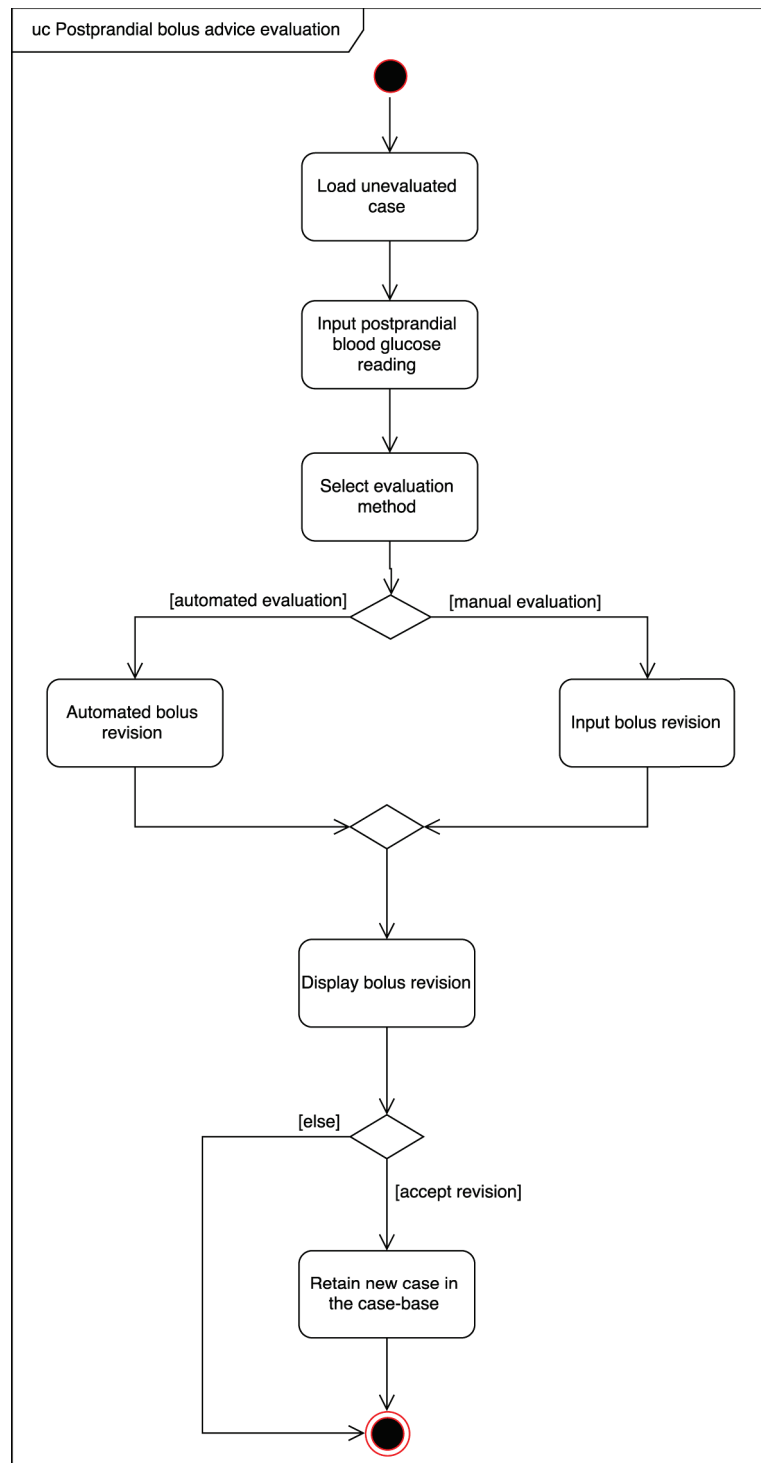 uc Postprandial bolus advice evaluation
Load unevaluated
case
Input postprandial
blood glucose
reading
Select evaluation
method
[automated evaluation]
[manual evaluation]
Automated bolus
revision
Input bolus revision
Display bolus revision
[else]
[accept revision]
Retain new case in
the case-base